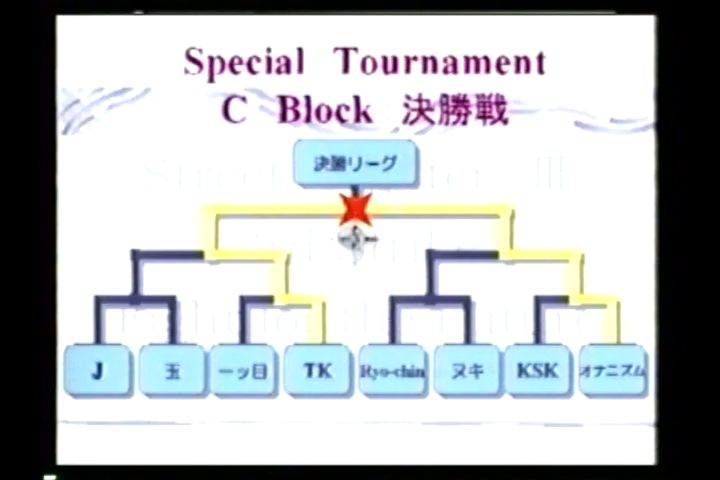 Special Tournament
C Block 決勝戦
決勝リーグ
J
玉
一ッ目
TK
Ryo-chin
ヌキ
KSK
オナニズム